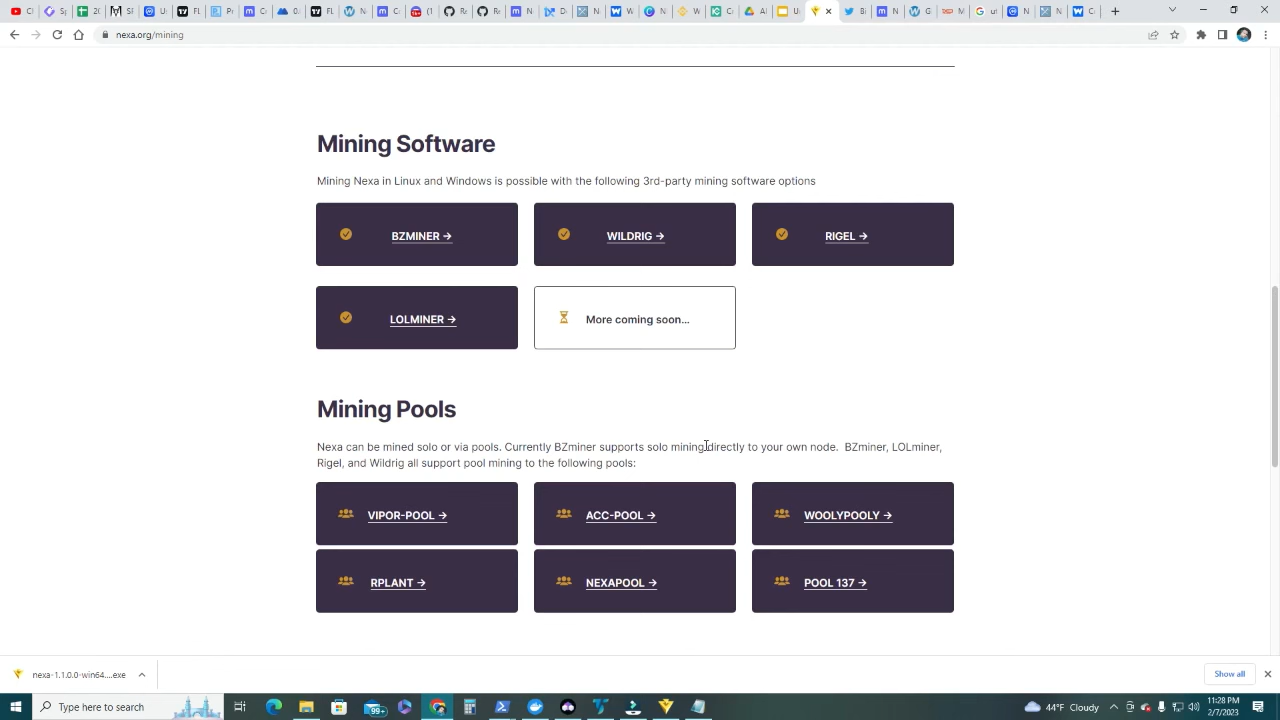 nexa.org/mining
Mining Software
Mining Nexa in Linux and Windows is possible with the following 3rd-party mining software options
BZMINER →
WILDRIG →
RIGEL →
LOLMINER →
More coming soon...
Mining Pools
Nexa can be mined solo or via pools. Currently BZminer supports solo mining directly to your own node. BZminer, LOLminer,
Rigel, and Wildrig all support pool mining to the following pools:
VIPOR-POOL →
ACC-POOL →
WOOLYPOOLY →
RPLANT →
NEXAPOOL →
POOL 137 →
nexa-1.1.0.0-win64....exe
Show all
Type here to search
99+
44°F Cloudy
11:28 PM
2/7/2023